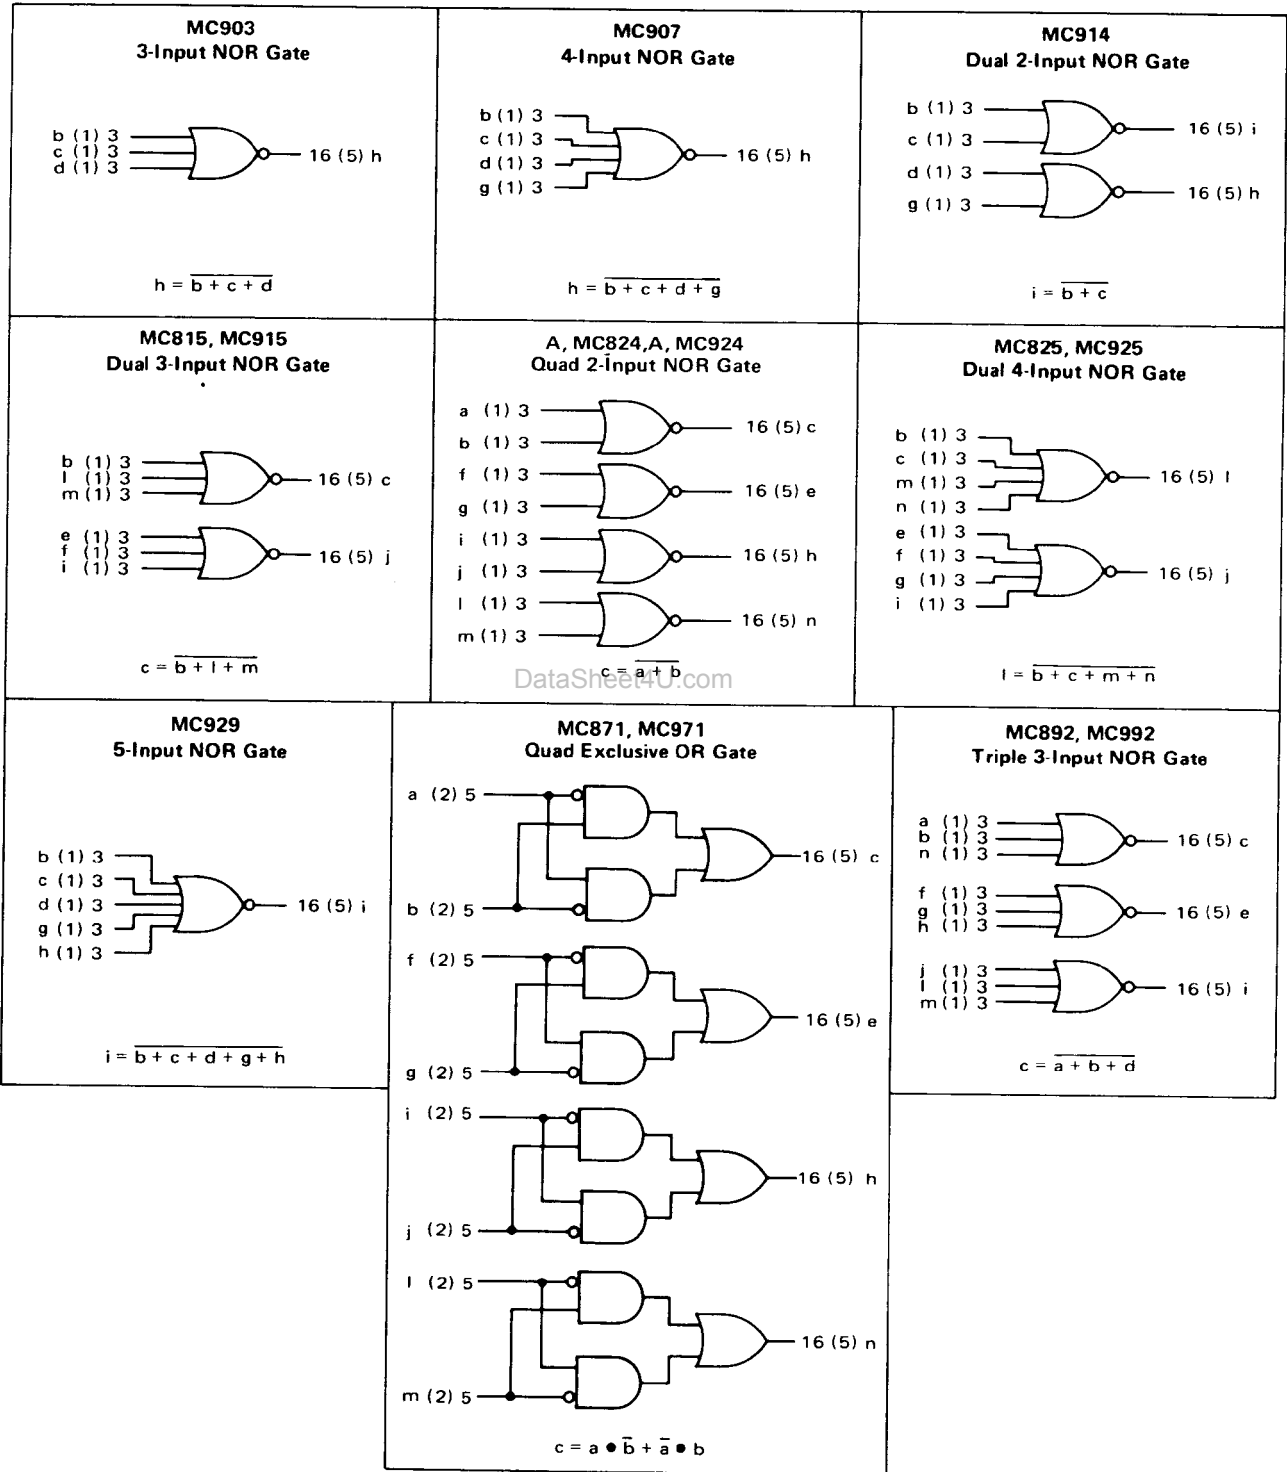 MC903
3-Input NOR Gate
b (1) 3
c (1) 3
d (1) 3
16 (5) h
h = b + c + d
MC907
4-Input NOR Gate
b (1) 3
c (1) 3
d (1) 3
g (1) 3
16 (5) h
h = b + c + d + g
MC914
Dual 2-Input NOR Gate
b (1) 3
c (1) 3
16 (5) i
d (1) 3
g (1) 3
16 (5) h
i = b + c
MC815, MC915
Dual 3-Input NOR Gate
b (1) 3
l (1) 3
m (1) 3
16 (5) c
e (1) 3
f (1) 3
i (1) 3
16 (5) j
c = b + l + m
A, MC824,A, MC924
Quad 2-Input NOR Gate
a (1) 3
b (1) 3
16 (5) c
f (1) 3
g (1) 3
16 (5) e
i (1) 3
j (1) 3
16 (5) h
l (1) 3
m (1) 3
16 (5) n
c = a + b
DataSheet4U.com
MC825, MC925
Dual 4-Input NOR Gate
b (1) 3
c (1) 3
m (1) 3
n (1) 3
16 (5) l
e (1) 3
f (1) 3
g (1) 3
i (1) 3
16 (5) j
l = b + c + m + n
MC929
5-Input NOR Gate
b (1) 3
c (1) 3
d (1) 3
g (1) 3
h (1) 3
16 (5) i
i = b + c + d + g + h
MC871, MC971
Quad Exclusive OR Gate
a (2) 5
b (2) 5
16 (5) c
f (2) 5
g (2) 5
16 (5) e
i (2) 5
j (2) 5
16 (5) h
l (2) 5
m (2) 5
16 (5) n
c = a • b̄ + ā • b
MC892, MC992
Triple 3-Input NOR Gate
a (1) 3
b (1) 3
n (1) 3
16 (5) c
f (1) 3
g (1) 3
h (1) 3
16 (5) e
j (1) 3
l (1) 3
m (1) 3
16 (5) i
c = a + b + d